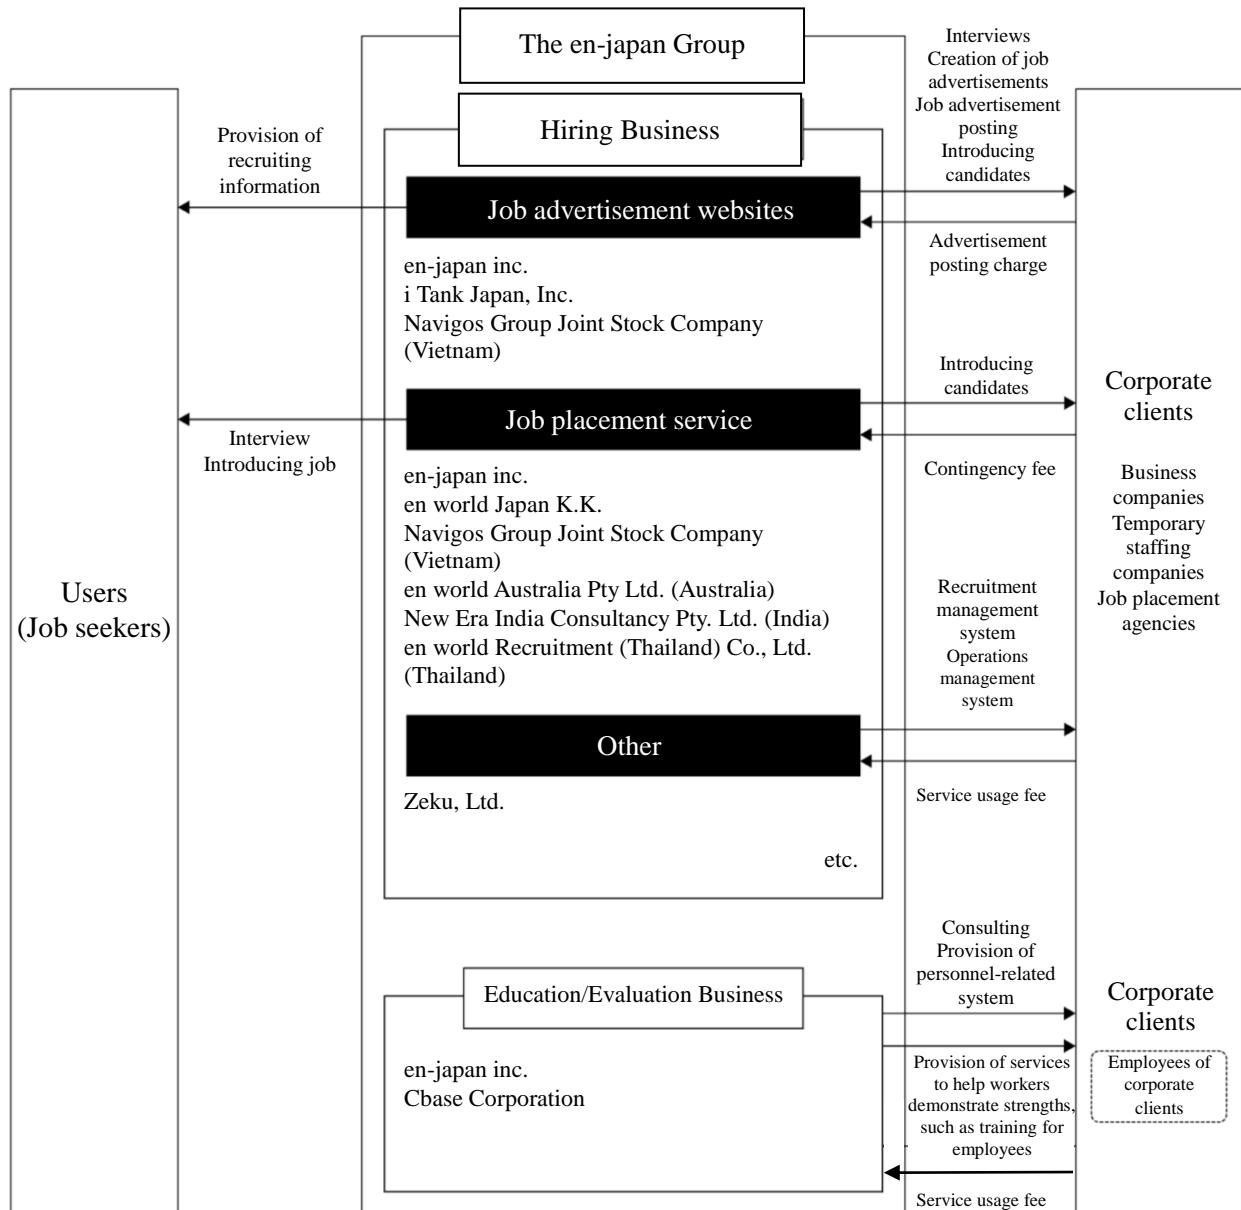 The en-japan Group
Interviews
Creation of job
advertisements
Job advertisement
posting
Introducing
candidates
Hiring Business
Provision of
recruiting
information
Job advertisement websites
Advertisement
posting charge
en-japan inc.
i Tank Japan, Inc.
Navigos Group Joint Stock Company
(Vietnam)
Introducing
candidates
Job placement service
Interview
Introducing job
Contingency fee
Corporate
clients
Business
companies
Temporary
staffing
companies
Job placement
agencies
en-japan inc.
en world Japan K.K.
Navigos Group Joint Stock Company
(Vietnam)
en world Australia Pty Ltd. (Australia)
New Era India Consultancy Pty. Ltd. (India)
en world Recruitment (Thailand) Co., Ltd.
(Thailand)
Users
(Job seekers)
Recruitment
management
system
Operations
management
system
Other
Zeku, Ltd.
Service usage fee
etc.
Consulting
Provision of
personnel-related
system
Education/Evaluation Business
Corporate
clients
en-japan inc.
Cbase Corporation
Provision of services
to help workers
demonstrate strengths,
such as training for
employees
Employees of
corporate
clients
Service usage fee